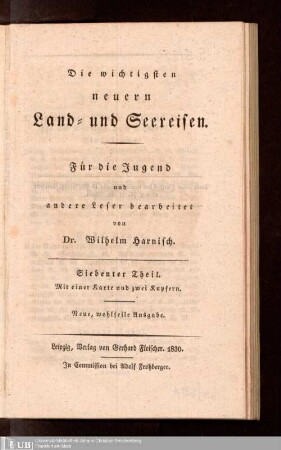 Die wichtigsten
neuern
Land- und Seereisen.
Für die Jugend
und
andere Leser bearbeitet
von
Dr. Wilhelm Harnisch.
Siebenter Theil.
Mit einer Karte und zwei Kupfern.
Neue, wohlfeile Ausgabe.
Leipzig, Verlag von Gerhard Fleischer. 1830.
In Commission bei Adolf Frohberger.
UB